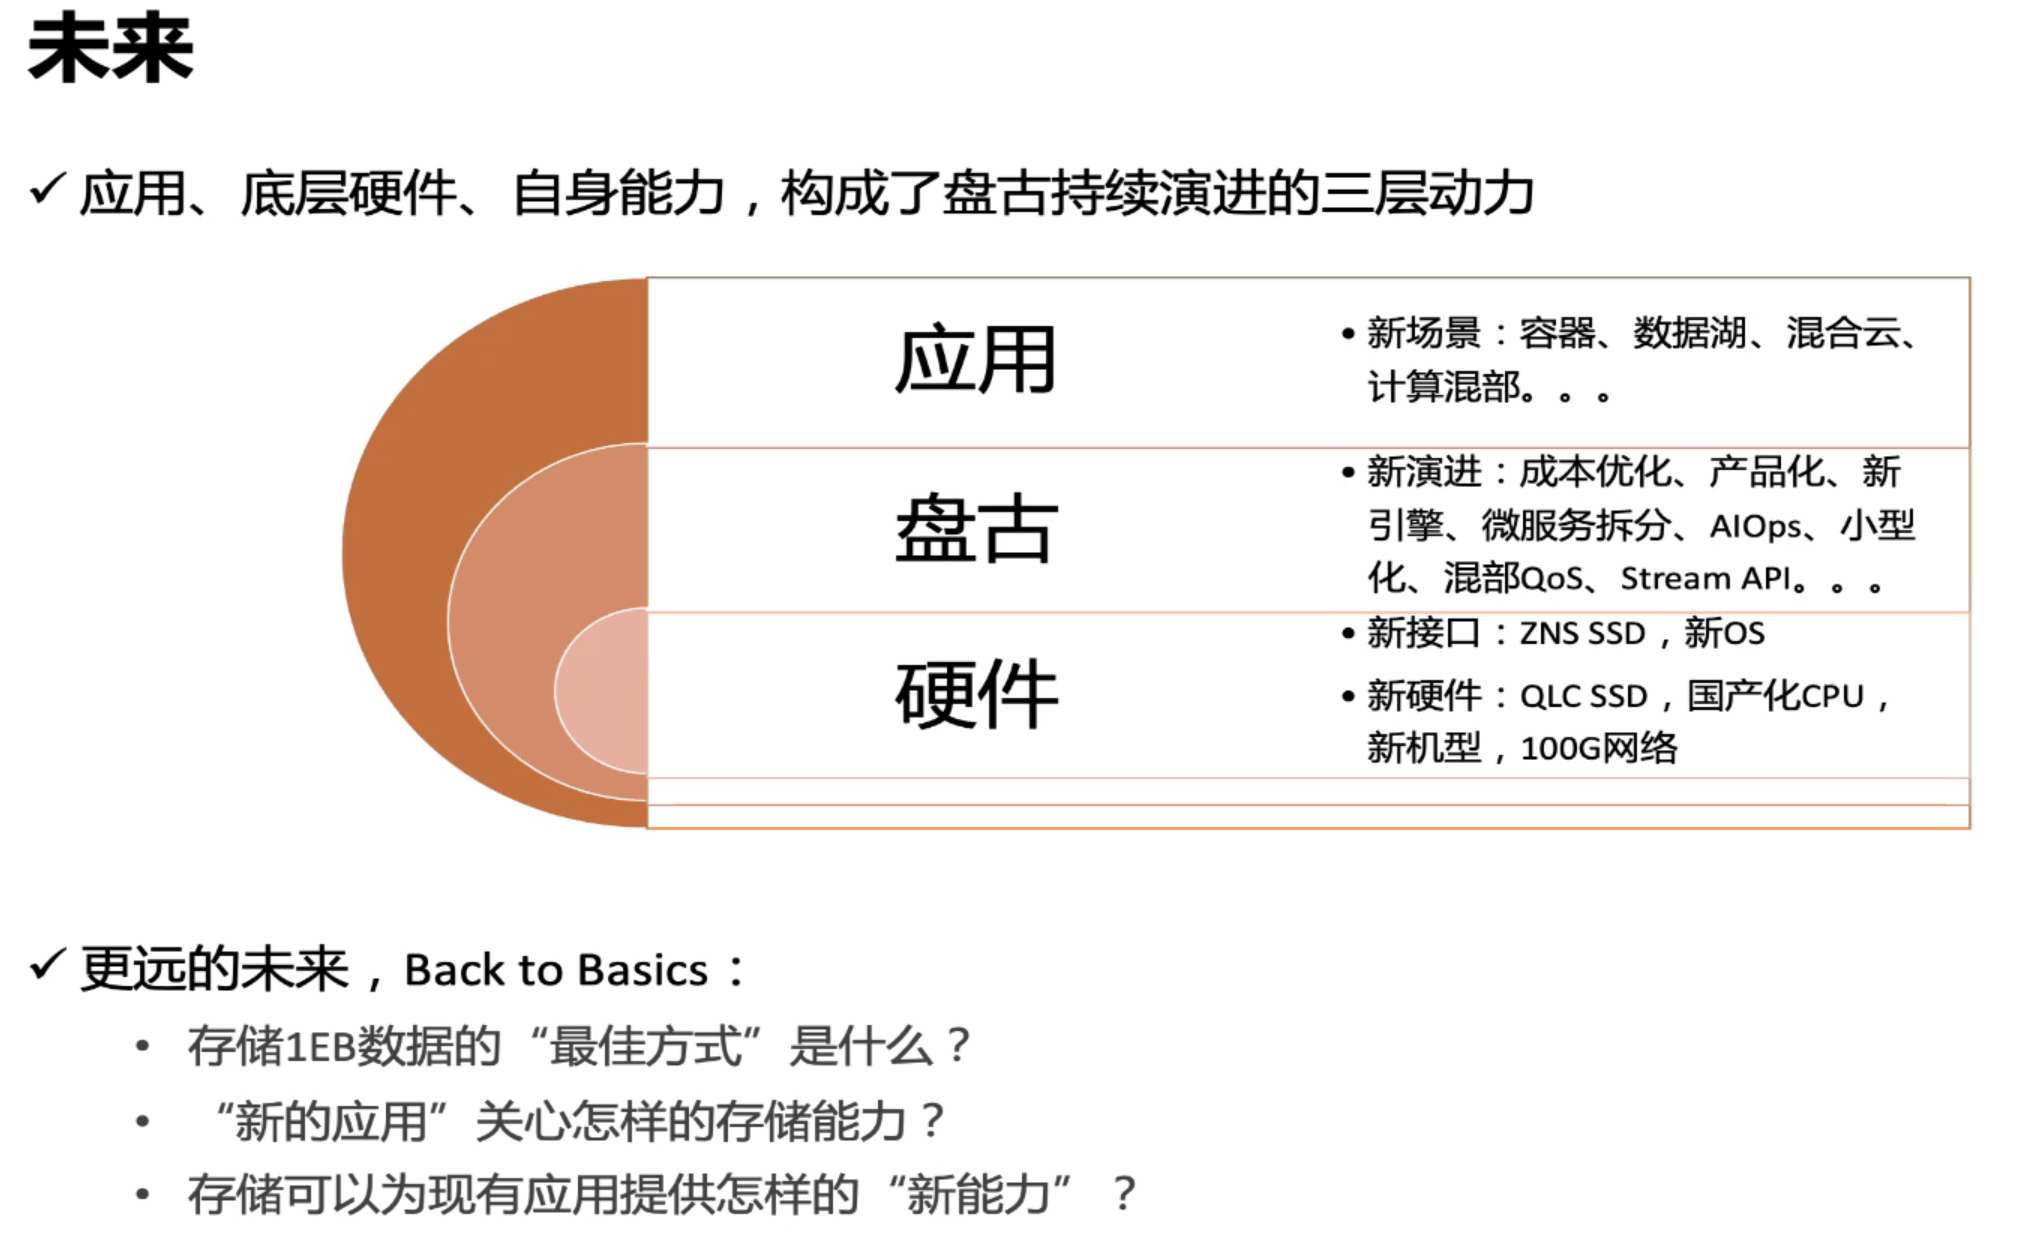 未来
✓ 应用、底层硬件、自身能力，构成了盘古持续演进的三层动力
应用
• 新场景：容器、数据湖、混合云、
计算混部。。。
盘古
• 新演进：成本优化、产品化、新
引擎、微服务拆分、AIOps、小型
化、混部QoS、Stream API。。。
硬件
• 新接口：ZNS SSD，新OS
• 新硬件：QLC SSD，国产化CPU，
新机型，100G网络
✓ 更远的未来，Back to Basics：
• 存储1EB数据的“最佳方式”是什么？
• “新的应用”关心怎样的存储能力？
• 存储可以为现有应用提供怎样的“新能力”？